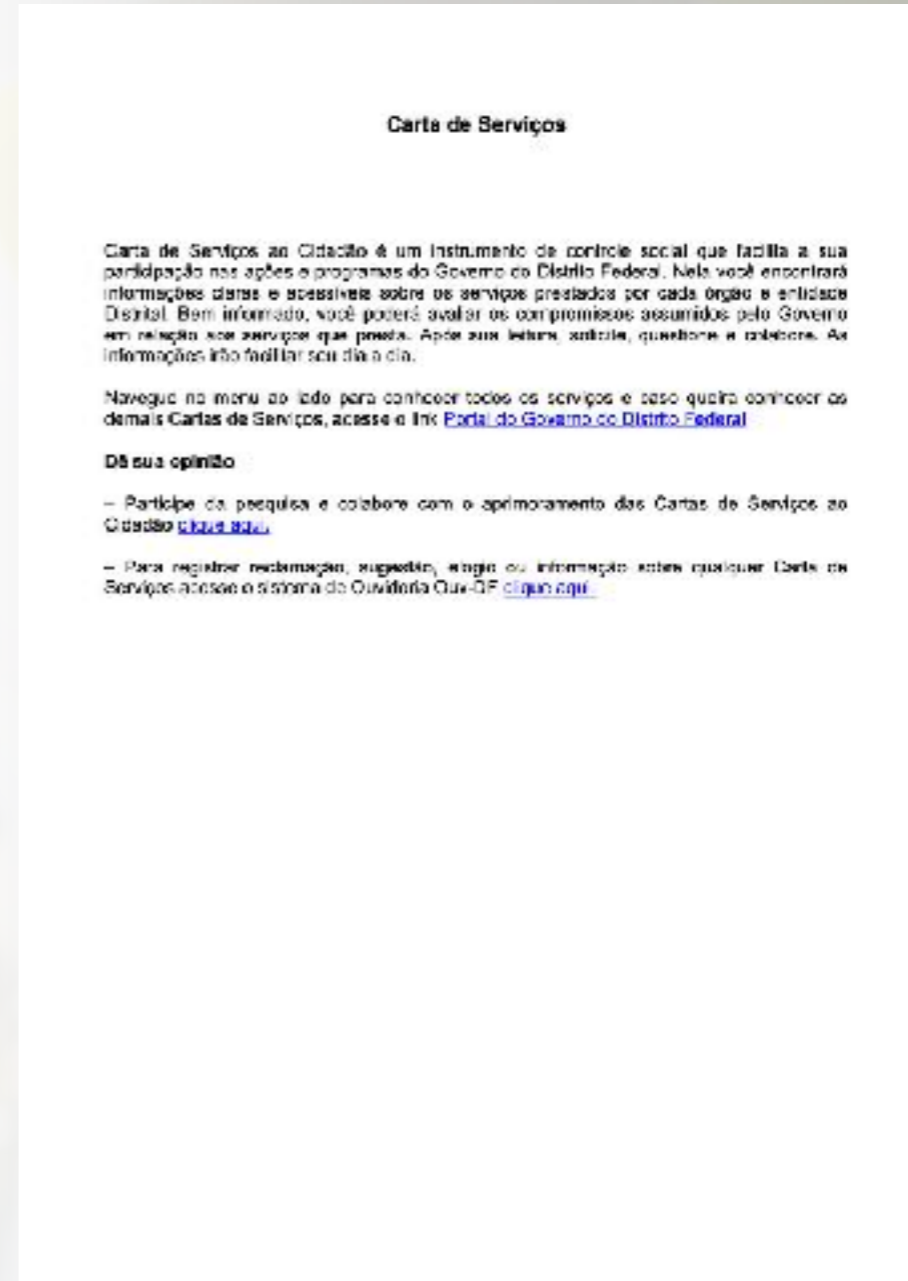 Carta de Serviços
Carta de Serviços ao Cidadão é um instrumento de controle social que facilita a sua
participação nas ações e programas do Governo do Distrito Federal. Nela você encontrará
informações claras e acessíveis sobre os serviços prestados por cada órgão e entidade
Distrital. Bem informado, você poderá avaliar os compromissos assumidos pelo Governo
em relação aos serviços que presta. Após sua leitura, solicite, questione e colabore. As
informações irão facilitar seu dia a dia.
Navegue no menu ao lado para conhecer todos os serviços e caso queira conhecer as
demais Cartas de Serviços, acesse o link Portal do Governo do Distrito Federal
Dê sua opinião
– Participe da pesquisa e colabore com o aprimoramento das Cartas de Serviços ao
Cidadão clique aqui.
– Para registrar reclamação, sugestão, elogio ou informação sobre qualquer Carta de
Serviços acesse o sistema de Ouvidoria Ouv-DF clique aqui.